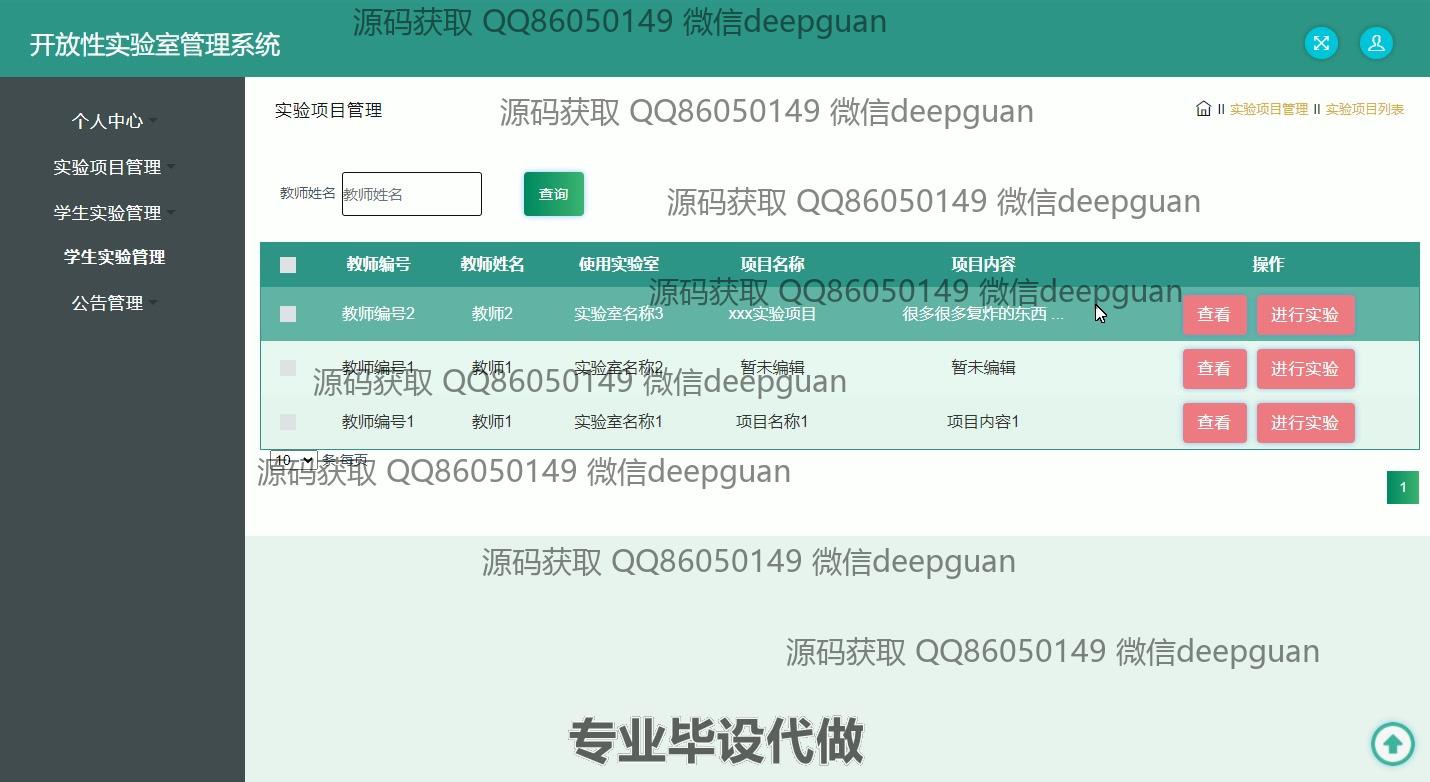 源码获取 QQ86050149 微信deepguan
开放性实验室管理系统
个人中心
实验项目管理
学生实验管理
学生实验管理
公告管理
实验项目管理
源码获取 QQ86050149 微信deepguan
II 实验项目管理 II 实验项目列表
教师姓名 教师姓名 查询
源码获取 QQ86050149 微信deepguan
教师编号 教师姓名 使用实验室 项目名称 项目内容 操作
源码获取 QQ86050149 微信deepguan
教师编号2 教师2 实验室名称3 xxx实验项目 很多很多复炸的东西 ... 查看 进行实验
教师编号1 教师1 实验室名称2 暂未编辑 暂未编辑 查看 进行实验
源码获取 QQ86050149 微信deepguan
教师编号1 教师1 实验室名称1 项目名称1 项目内容1 查看 进行实验
10 条 每页
源码获取 QQ86050149 微信deepguan
1
源码获取 QQ86050149 微信deepguan
源码获取 QQ86050149 微信deepguan
专业毕设代做